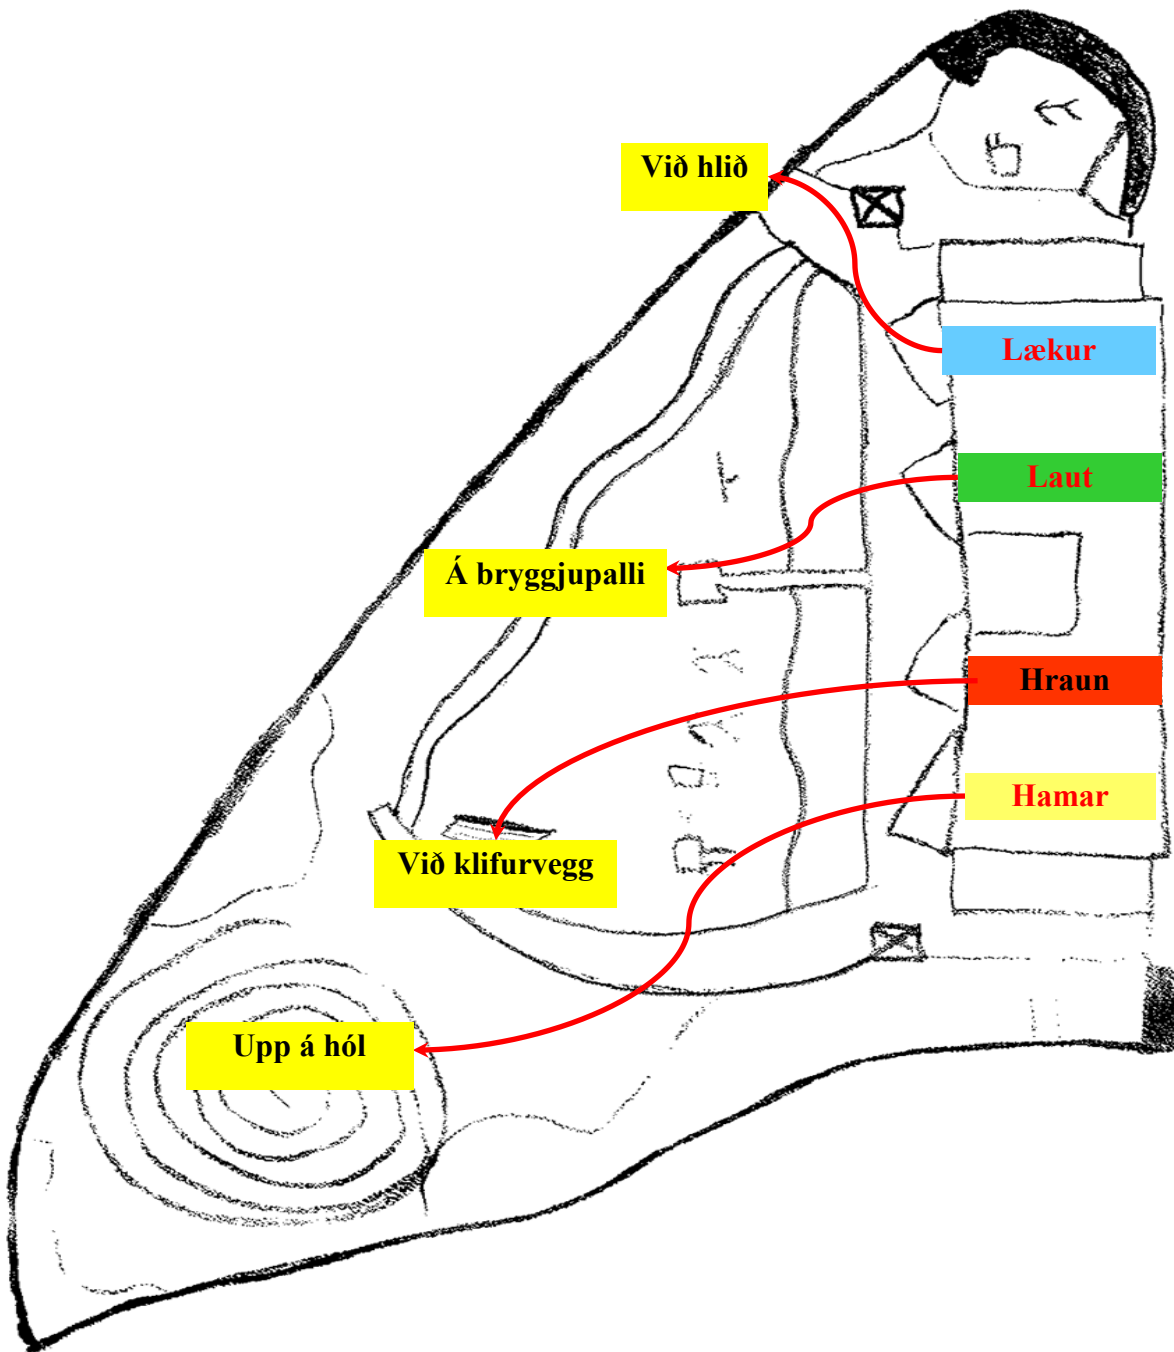 Við hlið
Lækur
Laut
Á bryggjupalli
Hraun
Hamar
Við klifurvegg
Upp á hól